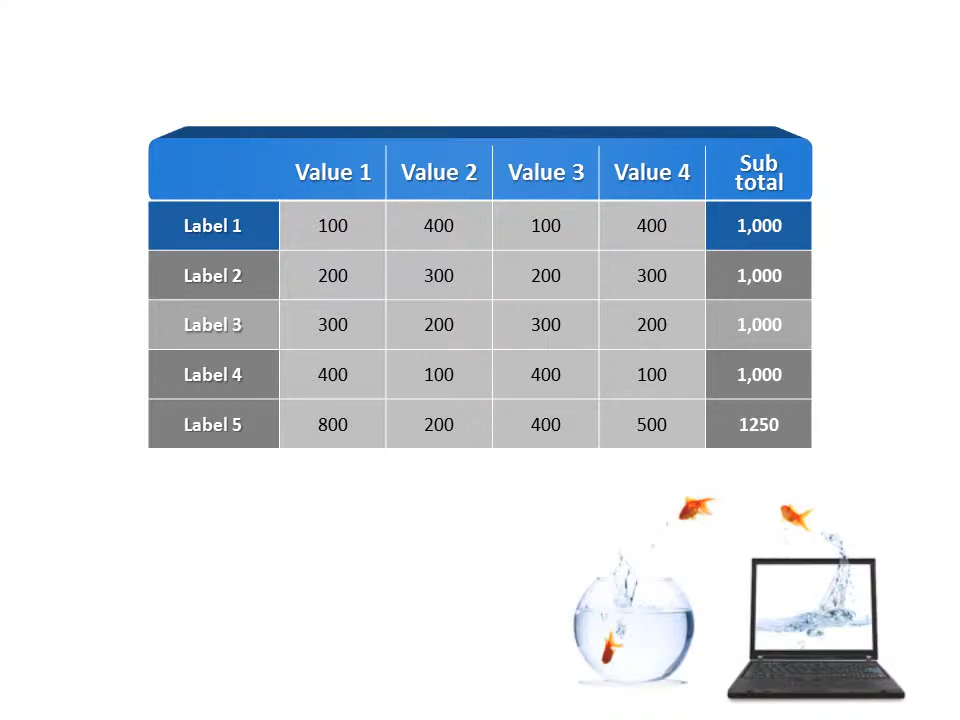 Value 1 Value 2 Value 3 Value 4 Sub total
Label 1 100 400 100 400 1,000
Label 2 200 300 200 300 1,000
Label 3 300 200 300 200 1,000
Label 4 400 100 400 100 1,000
Label 5 800 200 400 500 1250